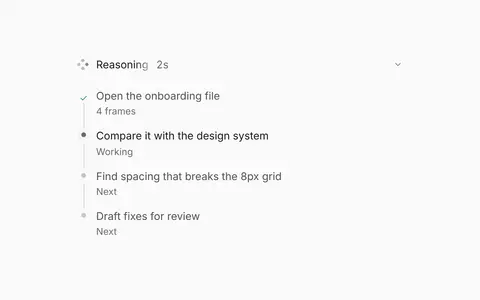 Reasoning 2s
Open the onboarding file
4 frames
Compare it with the design system
Working
Find spacing that breaks the 8px grid
Next
Draft fixes for review
Next